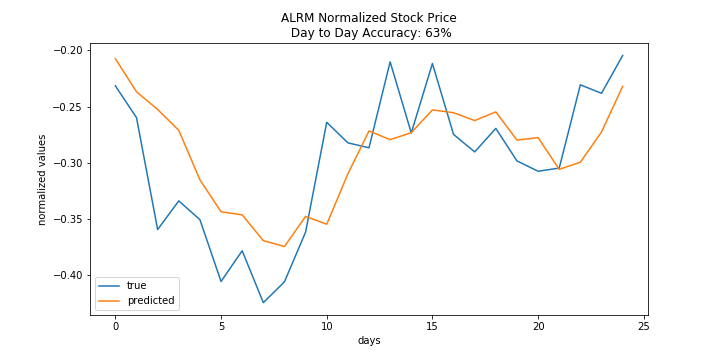 ALRM Normalized Stock Price
Day to Day Accuracy: 63%
−0.20
−0.25
−0.30
−0.35
−0.40
normalized values
true
predicted
0 5 10 15 20 25
days